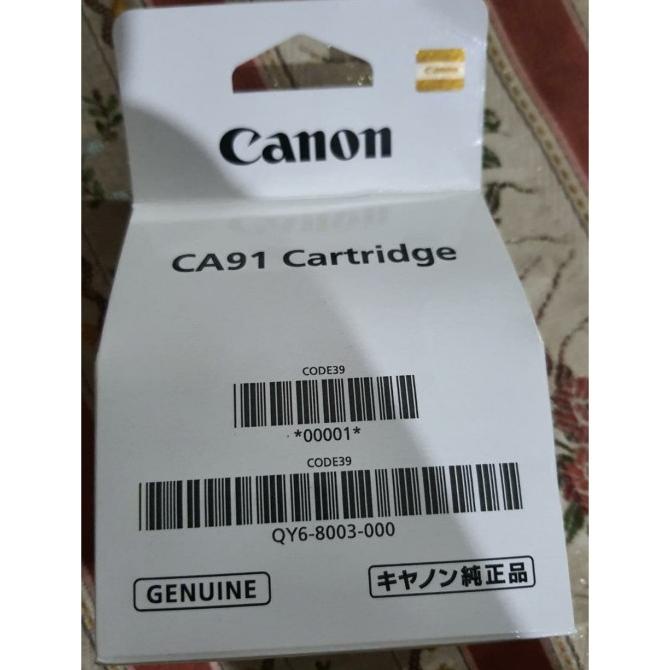 Canon
Canon
CA91 Cartridge
CODE39
*00001*
CODE39
QY6-8003-000
GENUINE
キヤノン純正品